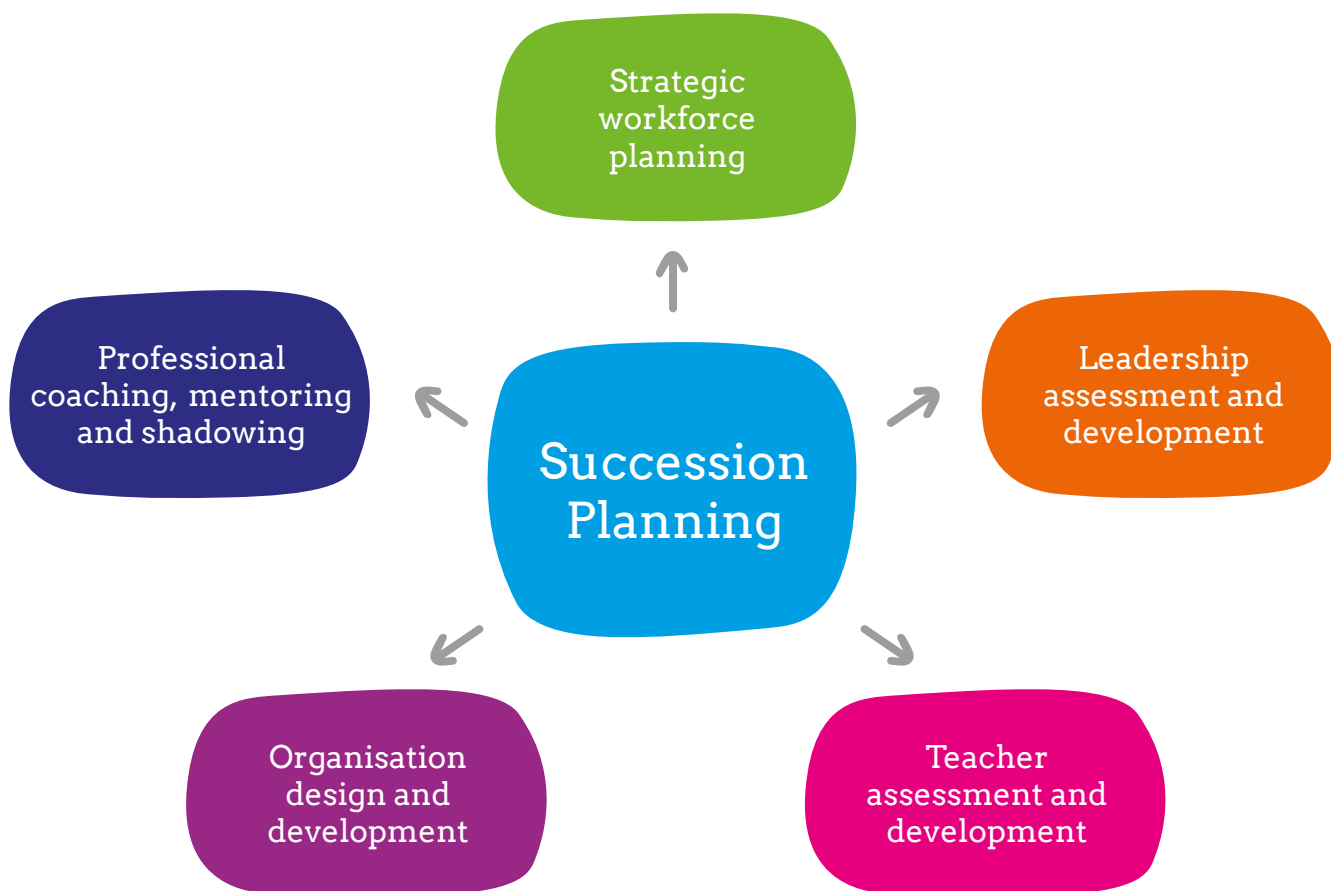 Strategic
workforce
planning
Professional
coaching, mentoring
and shadowing
Leadership
assessment and
development
Succession
Planning
Organisation
design and
development
Teacher
assessment and
development